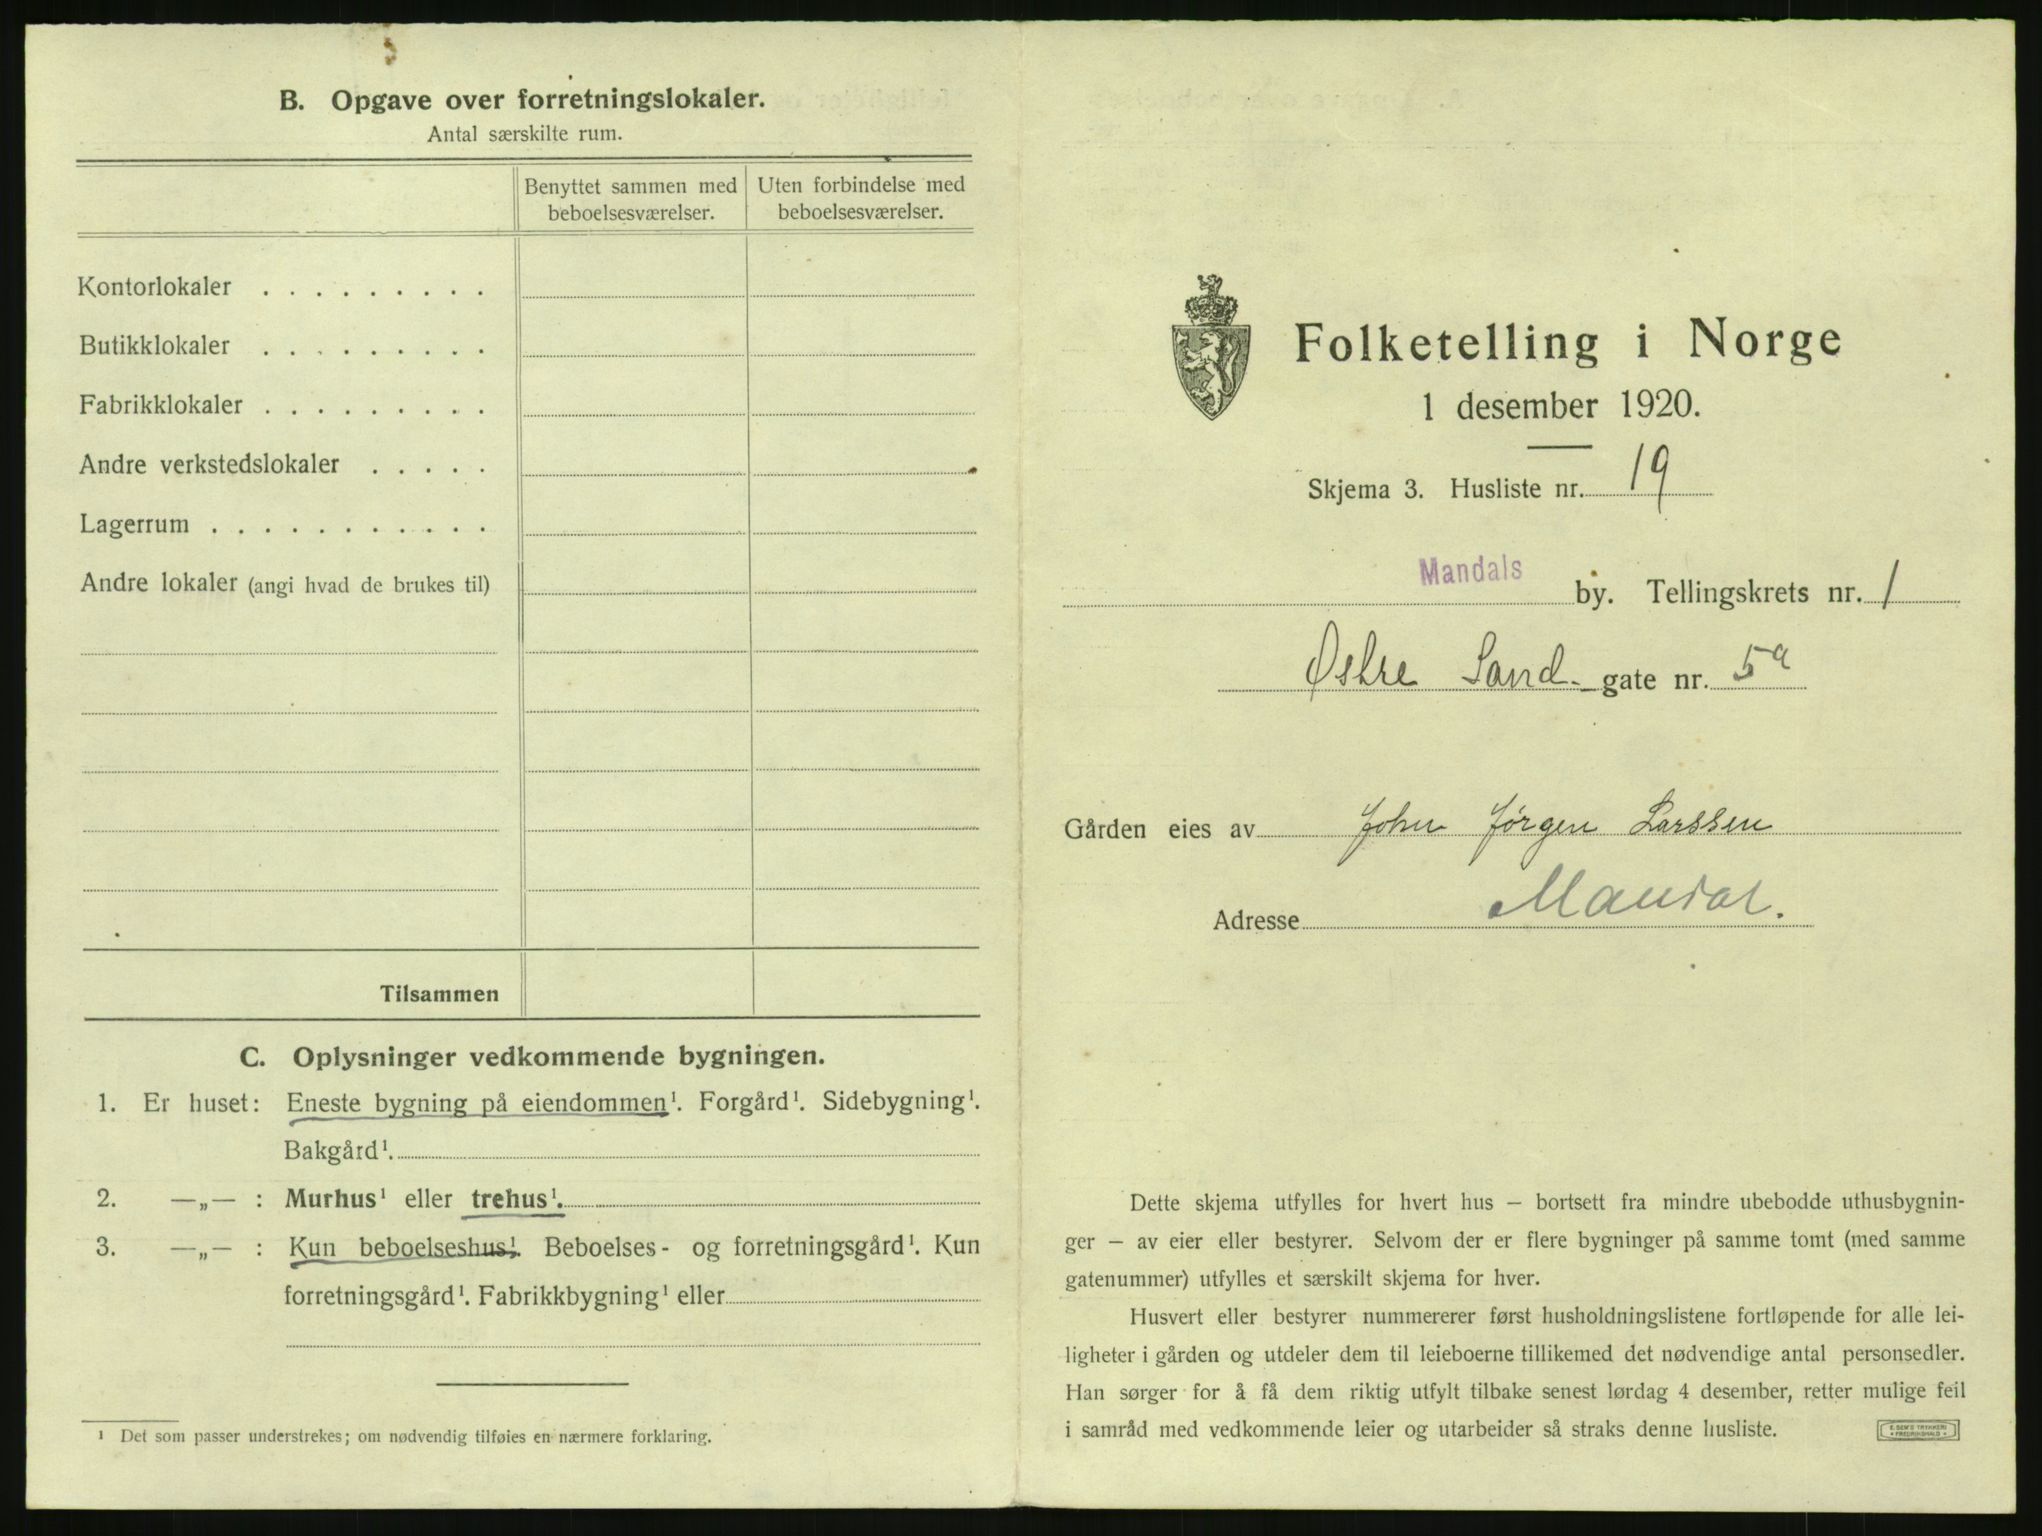 B. Opgave over forretningslokaler.
Antal særskilte rum.
Benyttet sammen med beboelsesværelser.
Uten forbindelse med beboelsesværelser.
Kontorlokaler . . . . . . . . .
Butikklokaler . . . . . . . . .
Fabrikklokaler . . . . . . . . .
Andre verkstedslokaler . . . . .
Lagerrum . . . . . . . . . . .
Andre lokaler (angi hvad de brukes til)
Tilsammen
C. Oplysninger vedkommende bygningen.
1. Er huset: Eneste bygning på eiendommen¹. Forgård¹. Sidebygning¹.
Bakgård¹.
2. —„— : Murhus¹ eller trehus¹.
3. —„— : Kun beboelseshus¹. Beboelses- og forretningsgård¹. Kun
forretningsgård¹. Fabrikkbygning¹ eller
¹ Det som passer understrekes; om nødvendig tilføies en nærmere forklaring.
Folketelling i Norge
1 desember 1920.
Skjema 3. Husliste nr. 19
Mandals by. Tellingskrets nr. 1
Østre Sand- gate nr. 5a
Gården eies av John Jørgen Larssen
Adresse Mandal.
Dette skjema utfylles for hvert hus – bortsett fra mindre ubebodde uthusbygnin-
ger – av eier eller bestyrer. Selvom der er flere bygninger på samme tomt (med samme
gatenummer) utfylles et særskilt skjema for hver.
Husvert eller bestyrer nummererer først husholdningslistene fortløpende for alle lei-
ligheter i gården og utdeler dem til leieboerne tillikemed det nødvendige antal personsedler.
Han sørger for å få dem riktig utfylt tilbake senest lørdag 4 desember, retter mulige feil
i samråd med vedkommende leier og utarbeider så straks denne husliste.